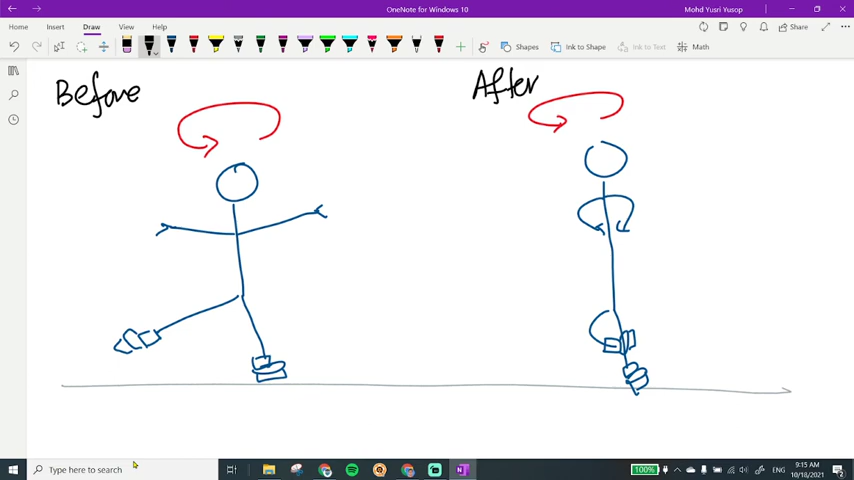 OneNote for Windows 10
Mohd Yusri Yusop
Home Insert Draw View Help
Share
Shapes Ink to Shape Ink to Text Math
Before
After
Type here to search
100%
ENG
9:15 AM
10/18/2021
2